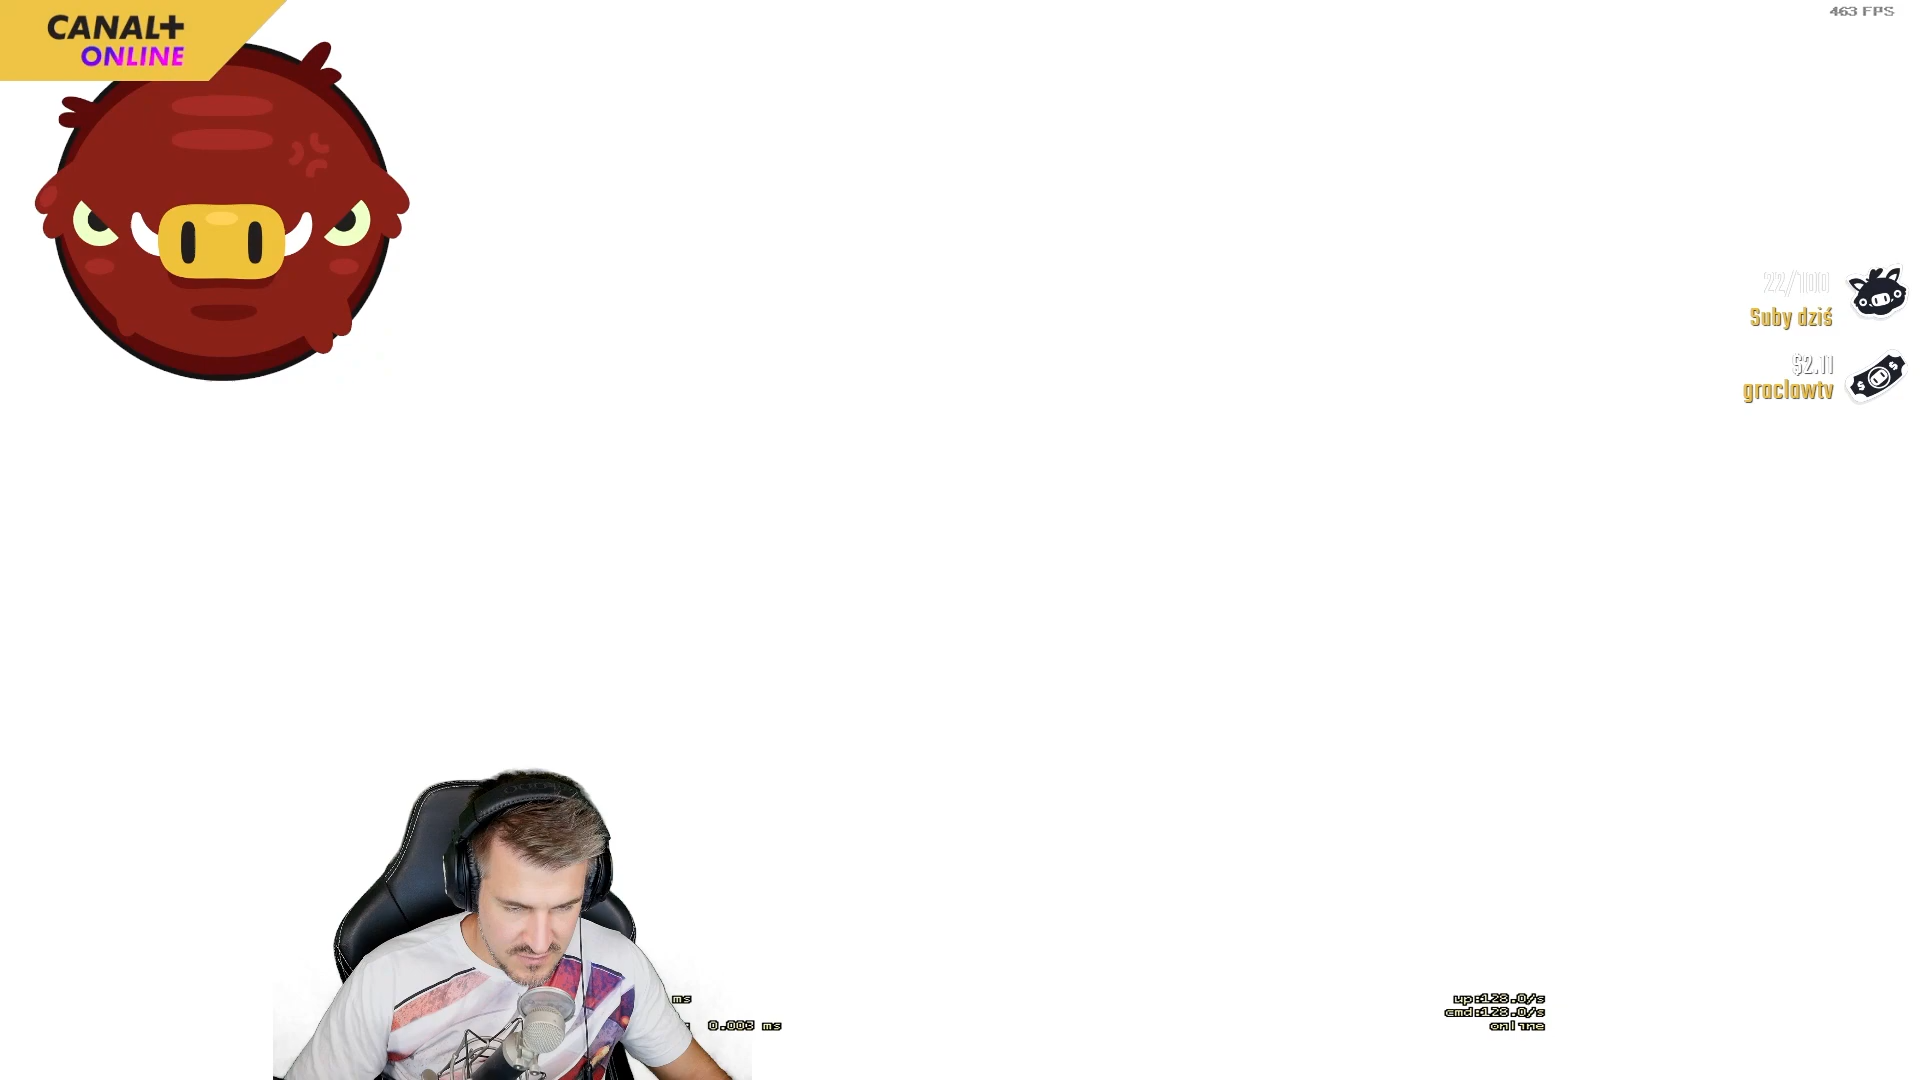 CANAL+
ONLINE
463 FPS
22/100
Suby dziś
$2.11
graclawtv
ms
0.003 ms
up:128.0/s
cmd:128.0/s
online